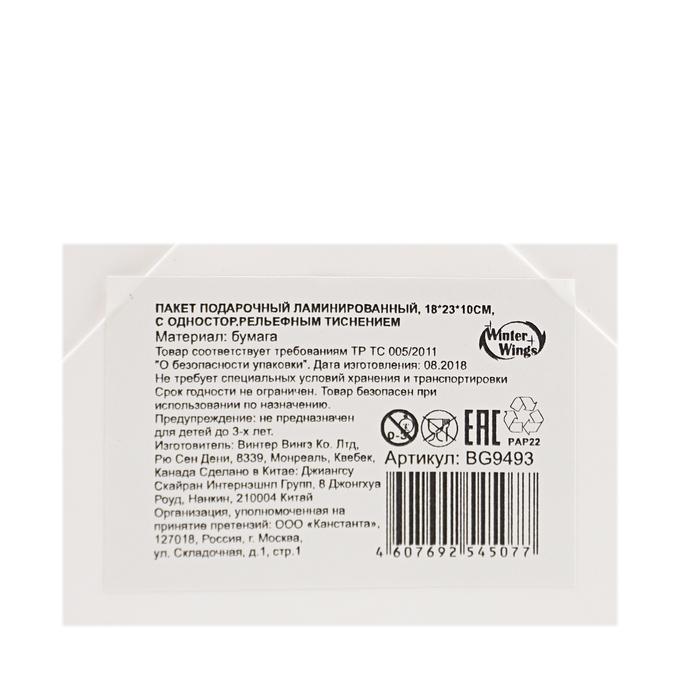 ПАКЕТ ПОДАРОЧНЫЙ ЛАМИНИРОВАННЫЙ, 18*23*10СМ,
С ОДНОСТОР.РЕЛЬЕФНЫМ ТИСНЕНИЕМ
Материал: бумага
Товар соответствует требованиям ТР ТС 005/2011
"О безопасности упаковки". Дата изготовления: 08.2018
Не требует специальных условий хранения и транспортировки
Срок годности не ограничен. Товар безопасен при
использовании по назначению.
Предупреждение: не предназначен
для детей до 3-х лет.
Изготовитель: Винтер Вингз Ко. Лтд,
Рю Сен Дени, 8339, Монреаль, Квебек,
Канада Сделано в Китае: Джиангсу
Скайран Интернэшнл Групп, 8 Джонгхуа
Роуд, Нанкин, 210004 Китай
Организация, уполномоченная на
принятие претензий: ООО «Канстанта»,
127018, Россия, г. Москва,
ул. Складочная, д.1, стр.1
Winter
Wings
0-3
EAC
PAP22
Артикул: BG9493
4 607692 545077